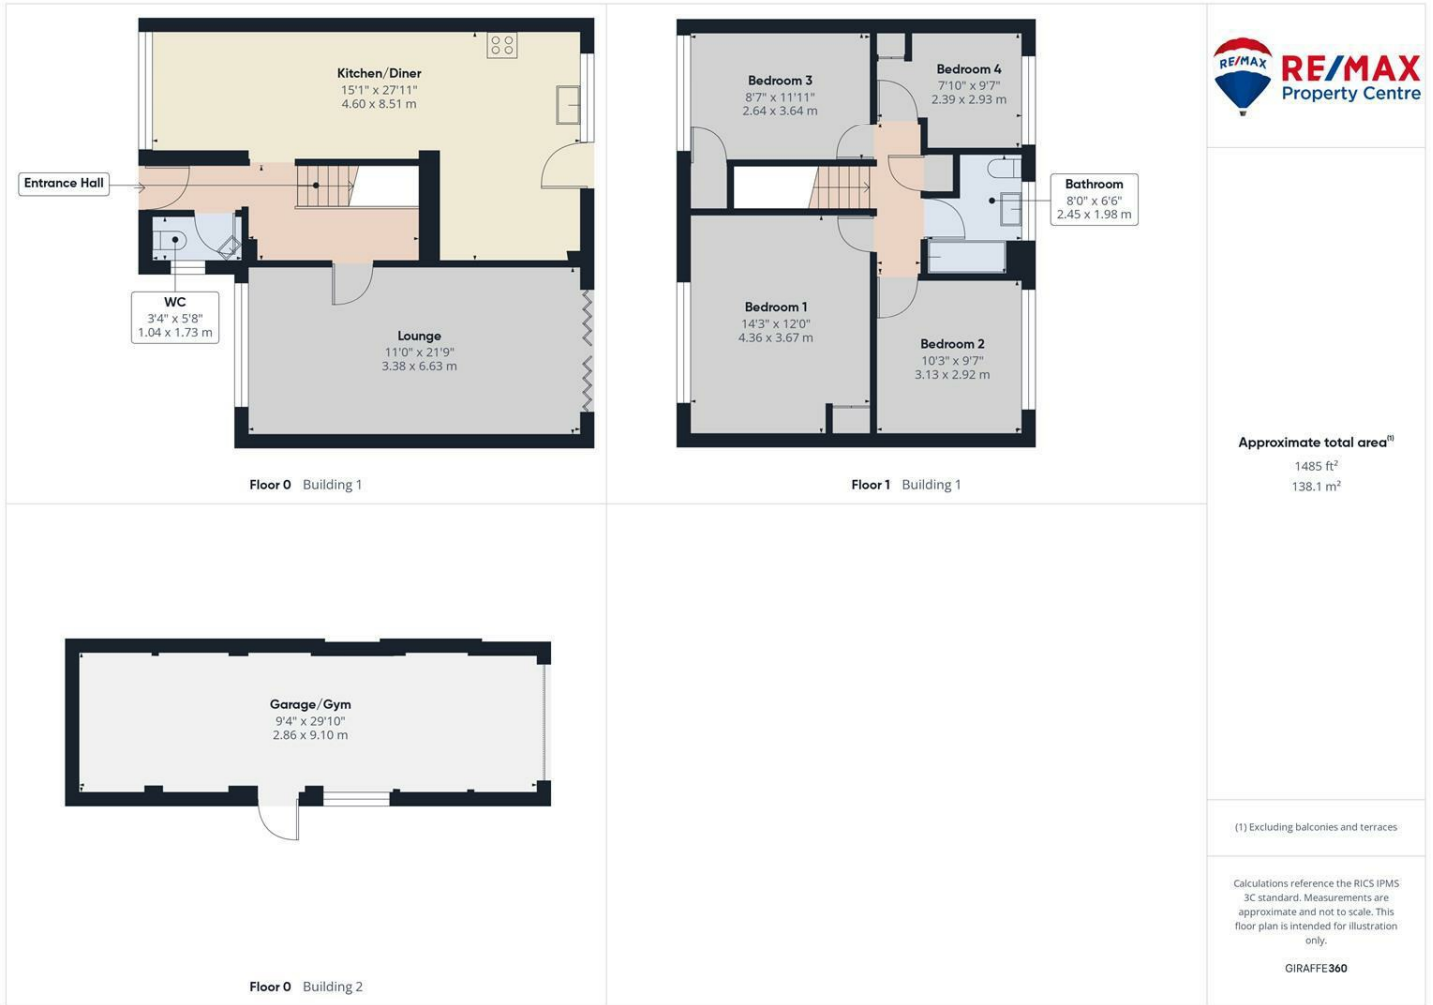 Kitchen/Diner
15'1" x 27'11"
4.60 x 8.51 m
Entrance Hall
WC
3'4" x 5'8"
1.04 x 1.73 m
Lounge
11'0" x 21'9"
3.38 x 6.63 m
Floor 0 Building 1
Bedroom 3
8'7" x 11'11"
2.64 x 3.64 m
Bedroom 4
7'10" x 9'7"
2.39 x 2.93 m
Bathroom
8'0" x 6'6"
2.45 x 1.98 m
Bedroom 1
14'3" x 12'0"
4.36 x 3.67 m
Bedroom 2
10'3" x 9'7"
3.13 x 2.92 m
Floor 1 Building 1
Garage/Gym
9'4" x 29'10"
2.86 x 9.10 m
Floor 0 Building 2
RE/MAX
RE/MAX
Property Centre
Approximate total area(1)
1485 ft²
138.1 m²
(1) Excluding balconies and terraces
Calculations reference the RICS IPMS
3C standard. Measurements are
approximate and not to scale. This
floor plan is intended for illustration
only.
GIRAFFE360